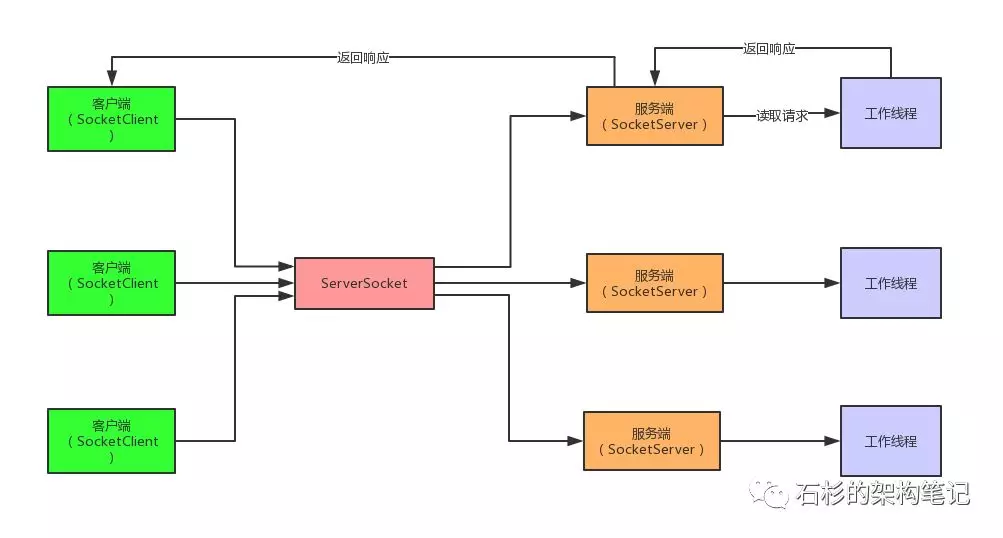 返回响应
返回响应
客户端
（SocketClient
）
服务端
（SocketServer）
读取请求
工作线程
客户端
（SocketClient
）
ServerSocket
服务端
（SocketServer）
工作线程
客户端
（SocketClient
）
服务端
（SocketServer）
工作线程
石杉的架构笔记